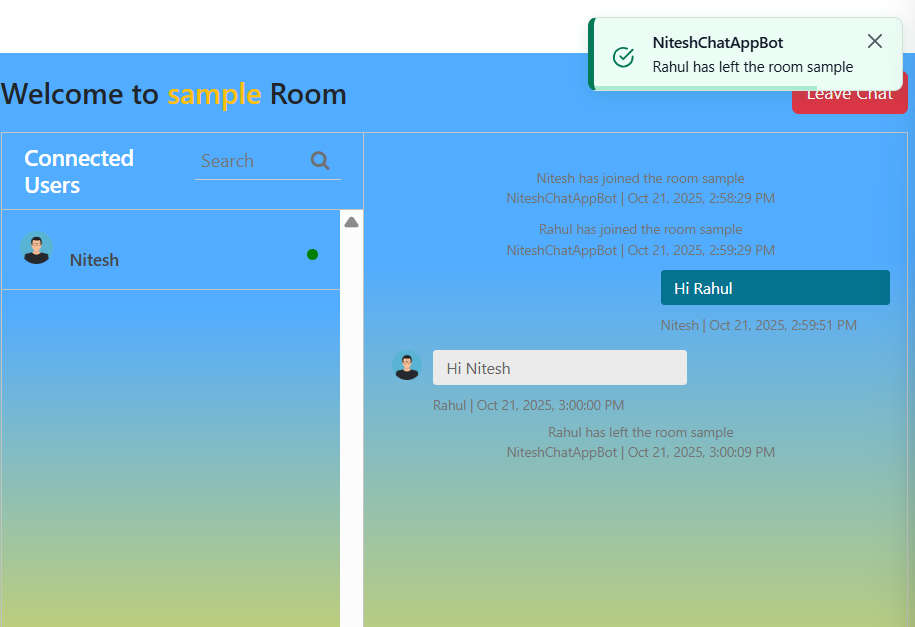 NiteshChatAppBot
Rahul has left the room sample
Welcome to sample Room
Leave Chat
Connected
Users
Search
Nitesh
Nitesh has joined the room sample
NiteshChatAppBot | Oct 21, 2025, 2:58:29 PM
Rahul has joined the room sample
NiteshChatAppBot | Oct 21, 2025, 2:59:29 PM
Hi Rahul
Nitesh | Oct 21, 2025, 2:59:51 PM
Hi Nitesh
Rahul | Oct 21, 2025, 3:00:00 PM
Rahul has left the room sample
NiteshChatAppBot | Oct 21, 2025, 3:00:09 PM